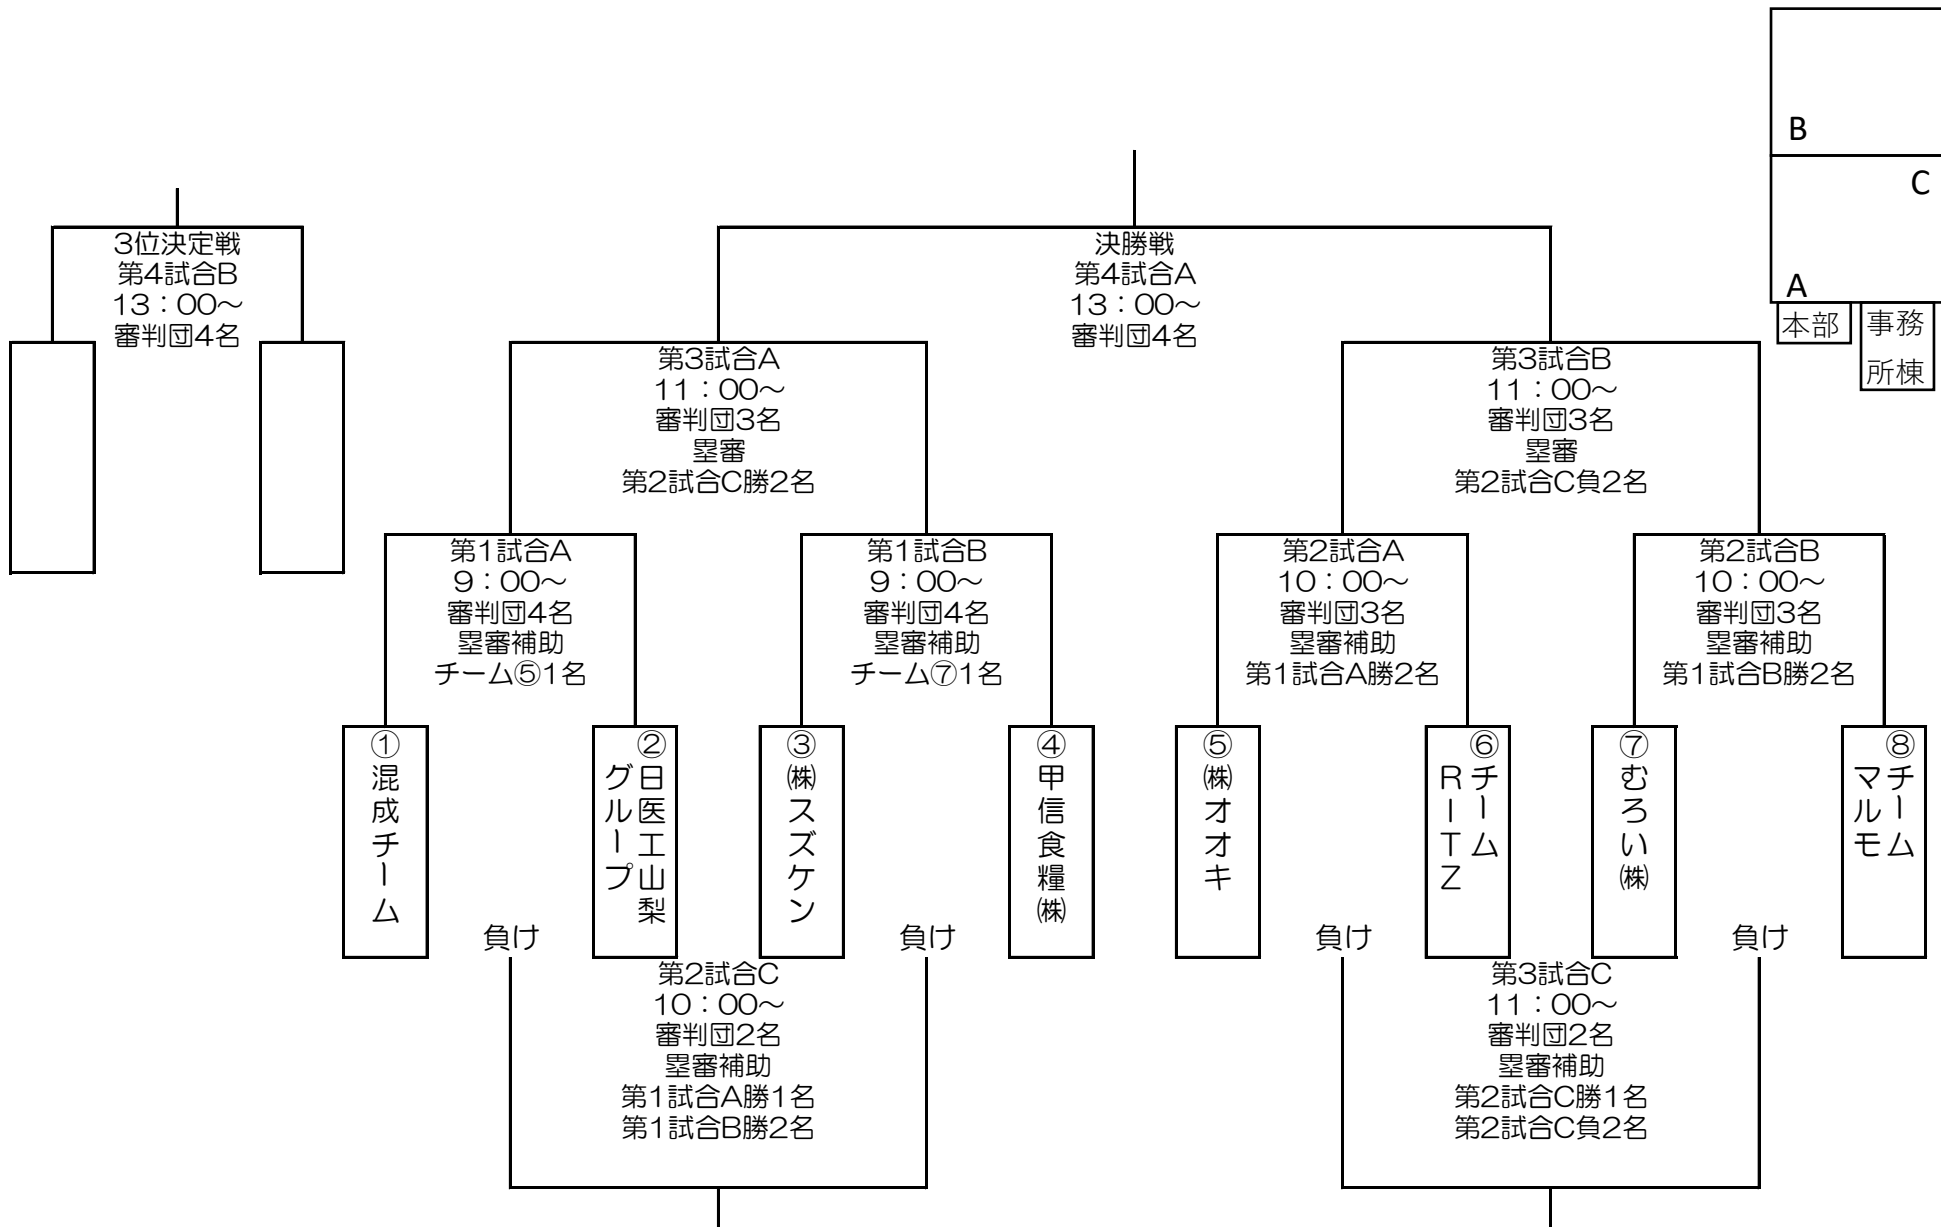 B
C
A
本部
事務
所棟
3位決定戦
第4試合B
13：00～
審判団4名
決勝戦
第4試合A
13：00～
審判団4名
第3試合A
11：00～
審判団3名
塁審
第2試合C勝2名
第3試合B
11：00～
審判団3名
塁審
第2試合C負2名
第1試合A
9：00～
審判団4名
塁審補助
チーム⑤1名
第1試合B
9：00～
審判団4名
塁審補助
チーム⑦1名
第2試合A
10：00～
審判団3名
塁審補助
第1試合A勝2名
第2試合B
10：00～
審判団3名
塁審補助
第1試合B勝2名
①混成チーム
②日医工山梨
グループ
③㈱スズケン
④甲信食糧㈱
⑤㈱オオキ
⑥チーム
RITZ
⑦むろい㈱
⑧チーム
マルモ
負け
負け
負け
負け
第2試合C
10：00～
審判団2名
塁審補助
第1試合A勝1名
第1試合B勝2名
第3試合C
11：00～
審判団2名
塁審補助
第2試合C勝1名
第2試合C負2名